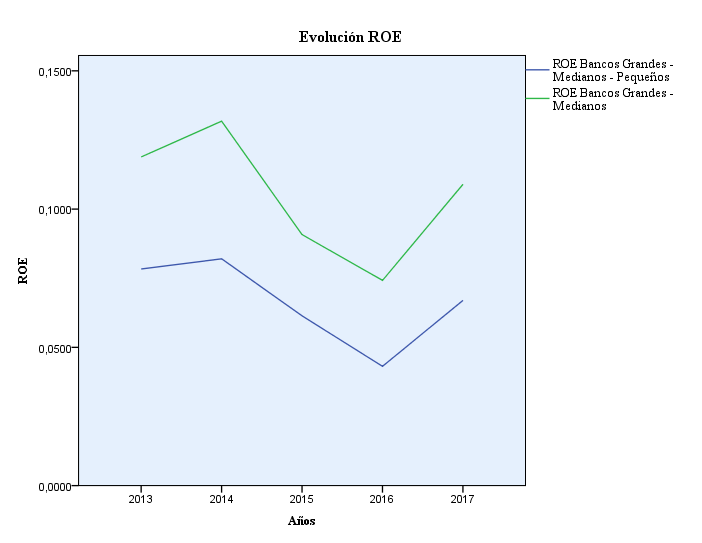 Evolución ROE
ROE Bancos Grandes -
Medianos - Pequeños
ROE Bancos Grandes -
Medianos
0,1500
0,1000
0,0500
0,0000
ROE
2013 2014 2015 2016 2017
Años